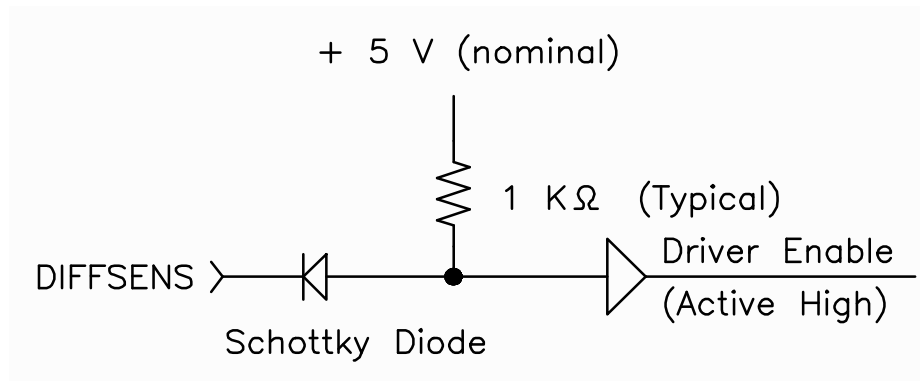 + 5 V (nominal)
1 KΩ (Typical)
Driver Enable
DIFFSENS
(Active High)
Schottky Diode